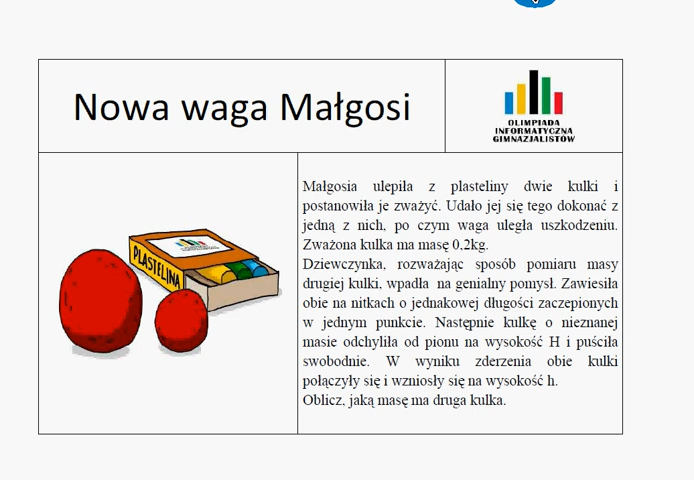 Nowa waga Małgosi
OLIMPIADA
INFORMATYCZNA
GIMNAZJALISTÓW
PLASTELINA
Małgosia ulepiła z plasteliny dwie kulki i
postanowiła je zważyć. Udało jej się tego dokonać z
jedną z nich, po czym waga uległa uszkodzeniu.
Zważona kulka ma masę 0,2kg.
Dziewczynka, rozważając sposób pomiaru masy
drugiej kulki, wpadła na genialny pomysł. Zawiesiła
obie na nitkach o jednakowej długości zaczepionych
w jednym punkcie. Następnie kulkę o nieznanej
masie odchyliła od pionu na wysokość H i puściła
swobodnie. W wyniku zderzenia obie kulki
połączyły się i wzniosły się na wysokość h.
Oblicz, jaką masę ma druga kulka.